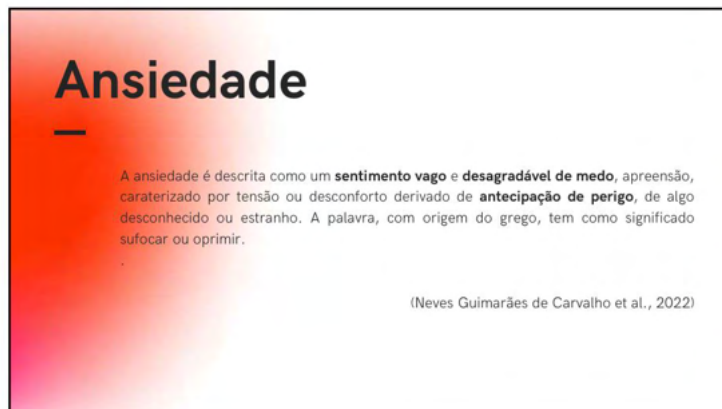 Ansiedade
A ansiedade é descrita como um sentimento vago e desagradável de medo, apreensão,
caraterizado por tensão ou desconforto derivado de antecipação de perigo, de algo
desconhecido ou estranho. A palavra, com origem do grego, tem como significado
sufocar ou oprimir.
.
(Neves Guimarães de Carvalho et al., 2022)